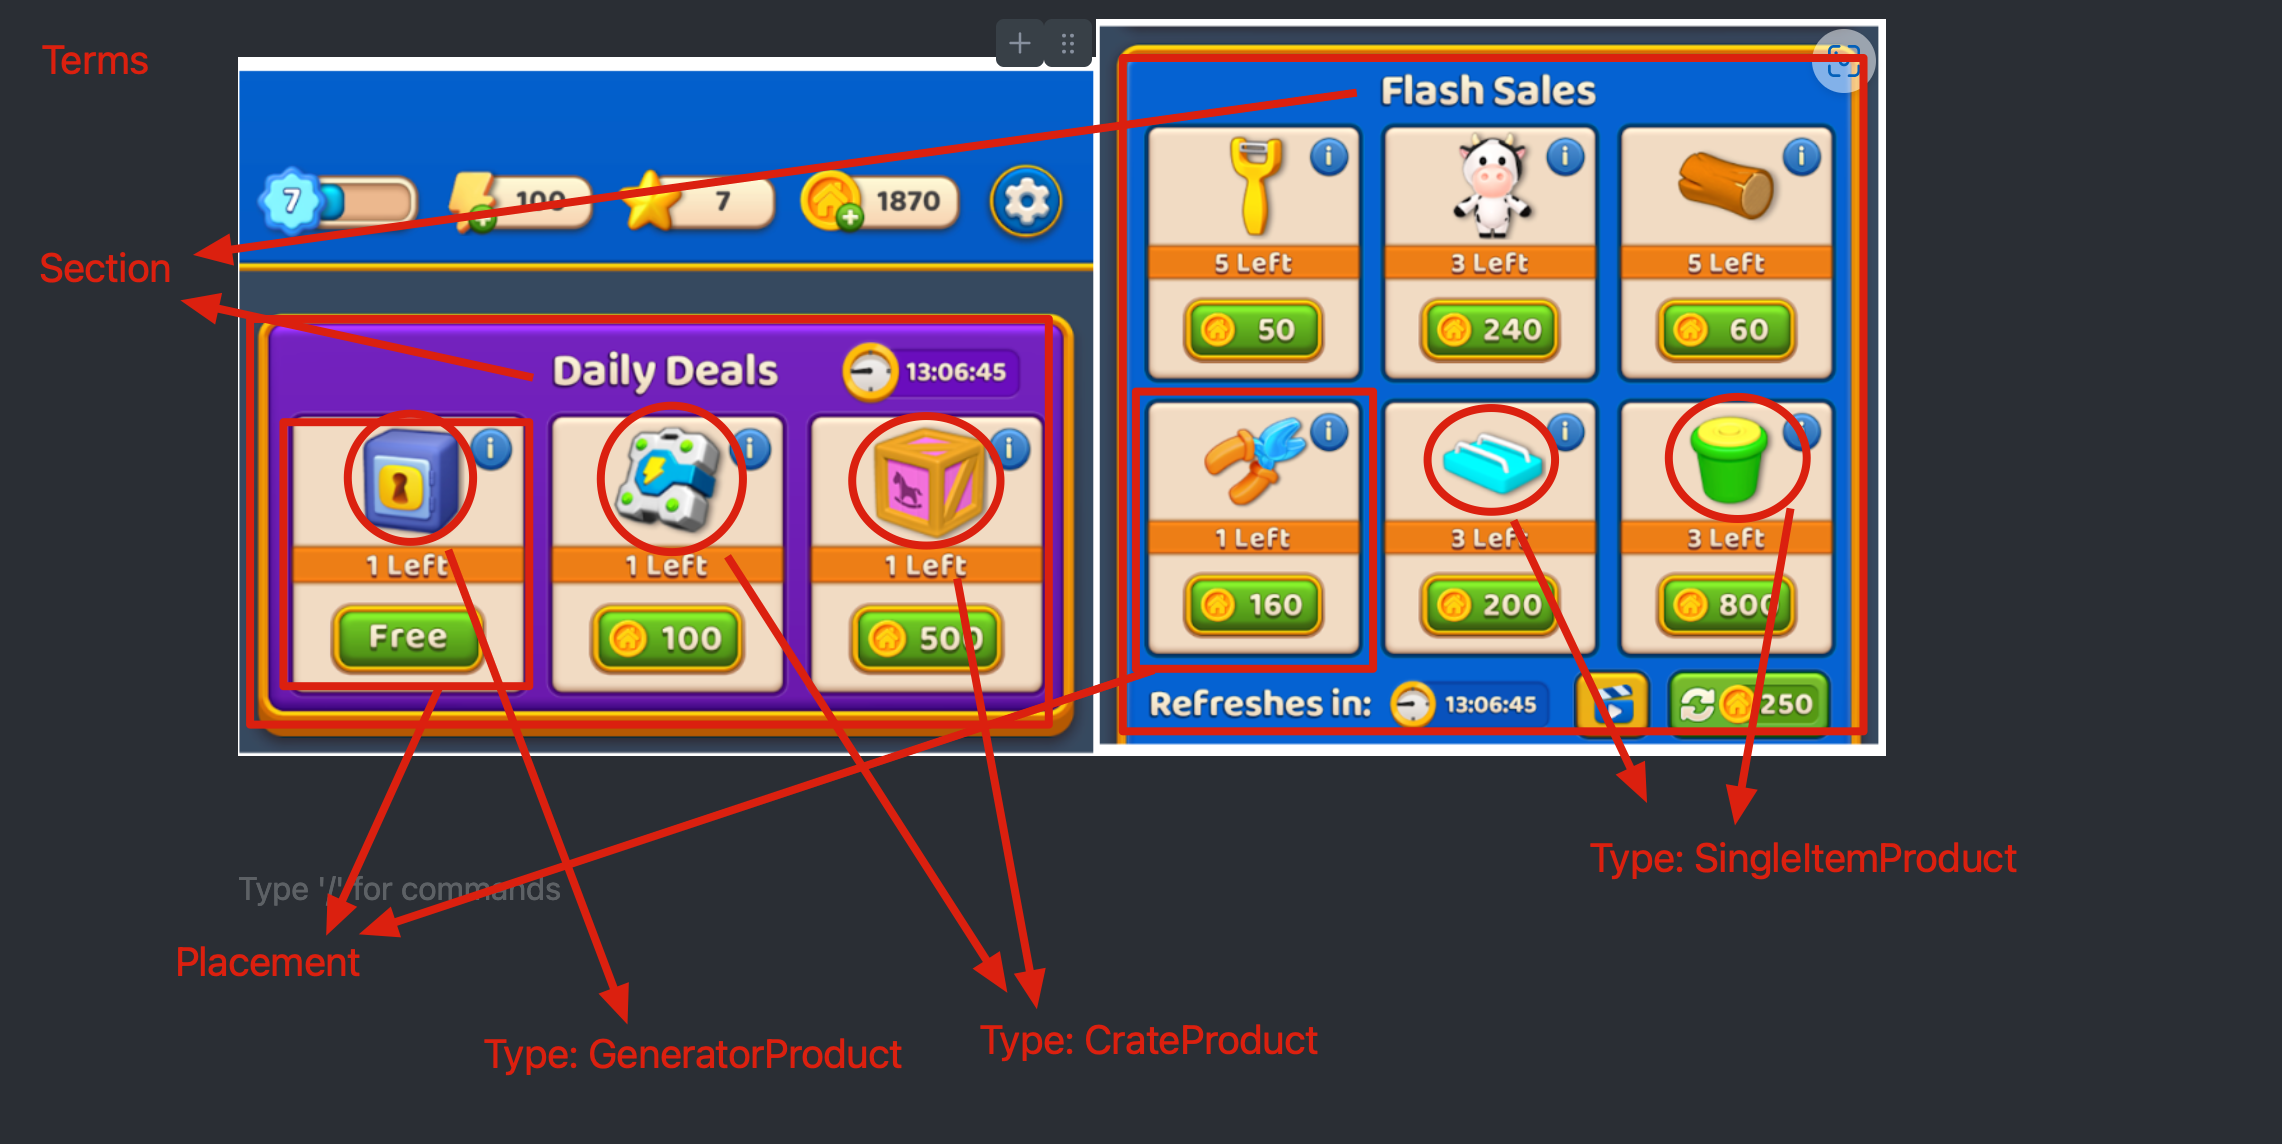 Terms
7
100
7
1870
Section
Daily Deals
13:06:45
1 Left
1 Left
1 Left
Free
100
500
Flash Sales
5 Left
3 Left
5 Left
50
240
60
1 Left
3 Left
3 Left
160
200
800
Refreshes in:
13:06:45
250
Type '/' for commands
Placement
Type: GeneratorProduct
Type: CrateProduct
Type: SingleItemProduct